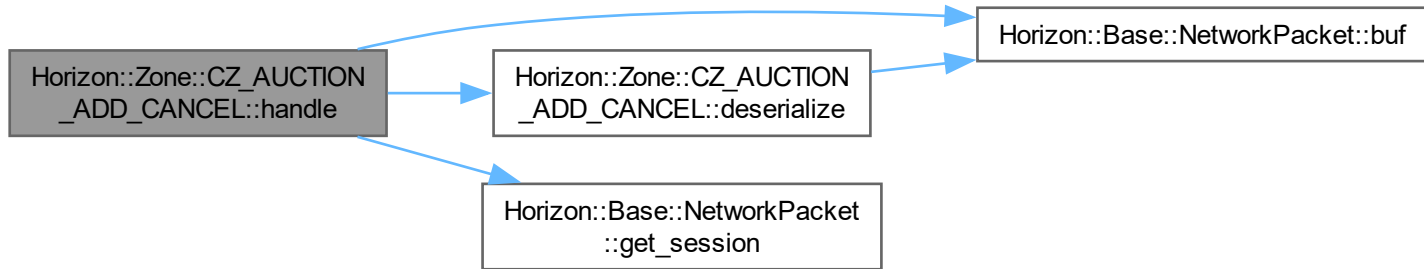 Horizon::Zone::CZ_AUCTION
_ADD_CANCEL::handle
Horizon::Zone::CZ_AUCTION
_ADD_CANCEL::deserialize
Horizon::Base::NetworkPacket::buf
Horizon::Base::NetworkPacket
::get_session